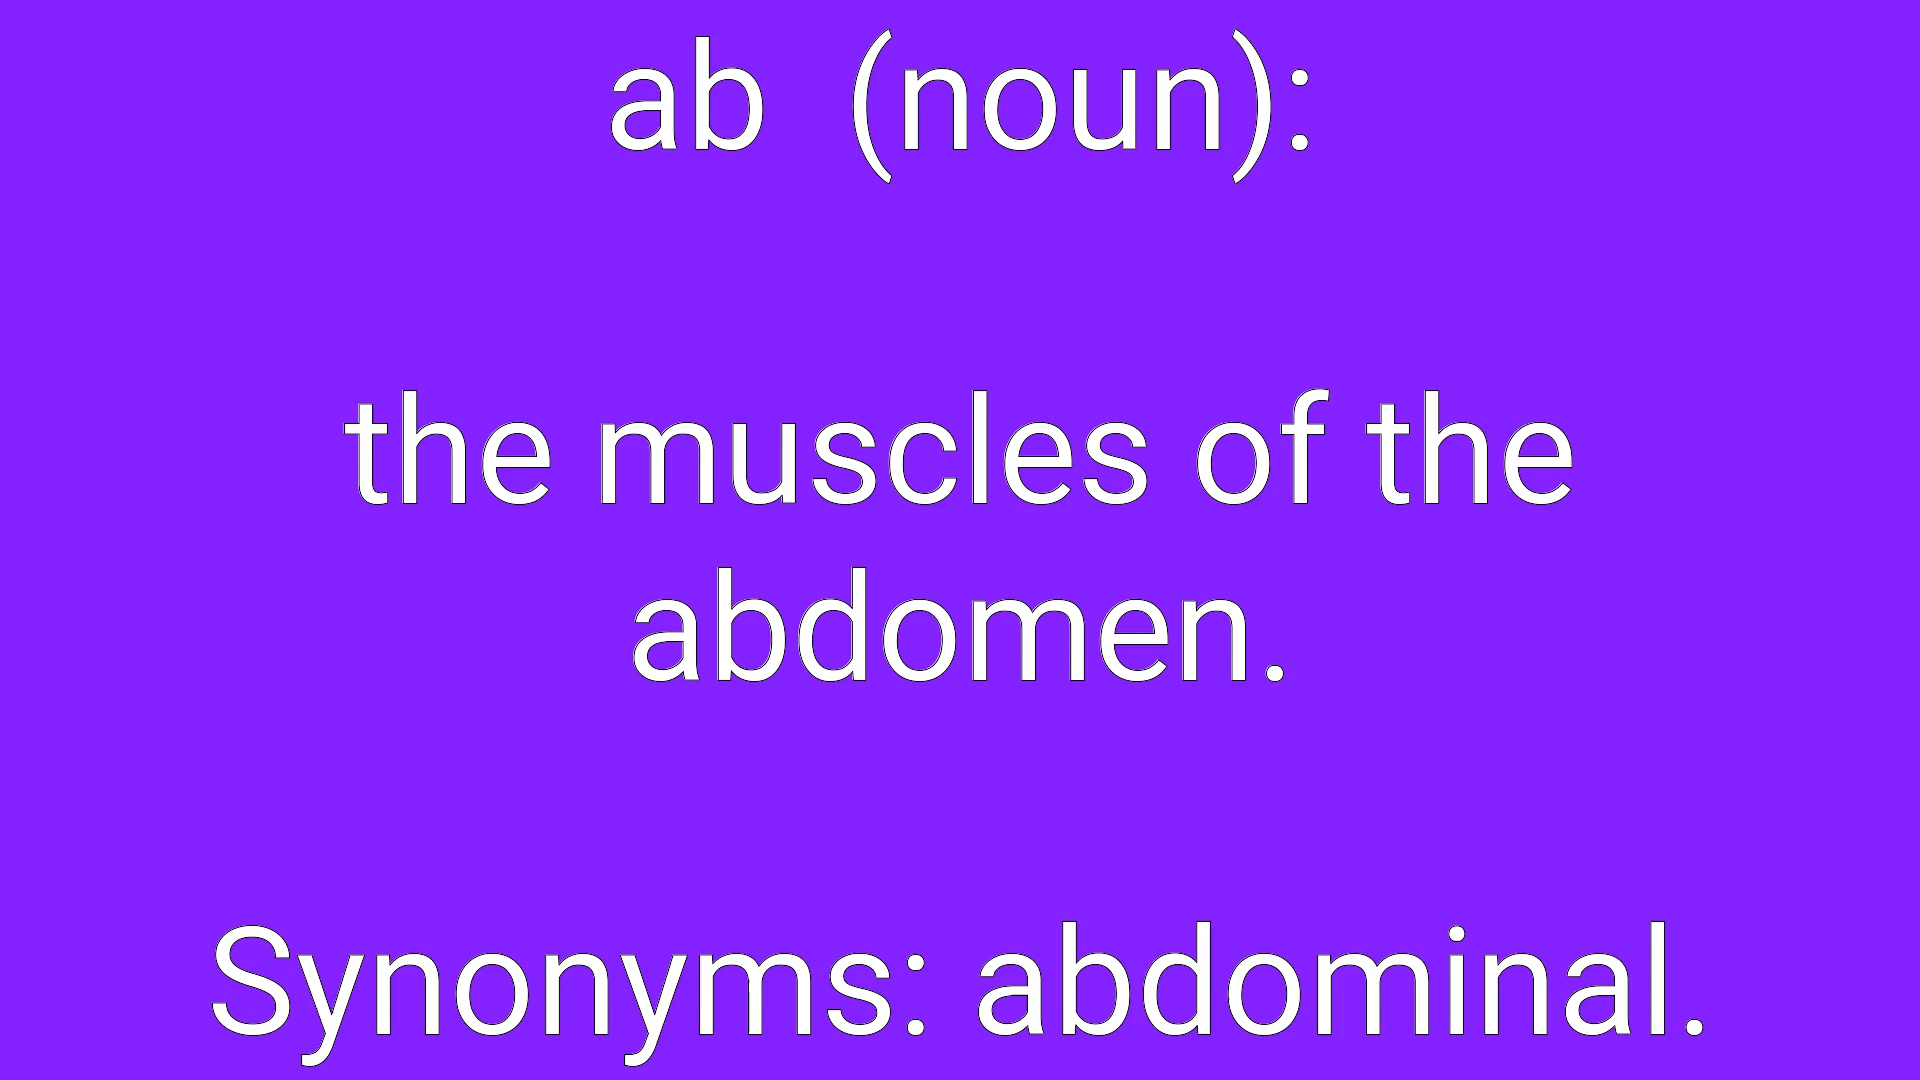 ab  (noun):
the muscles of the
abdomen.
Synonyms: abdominal.